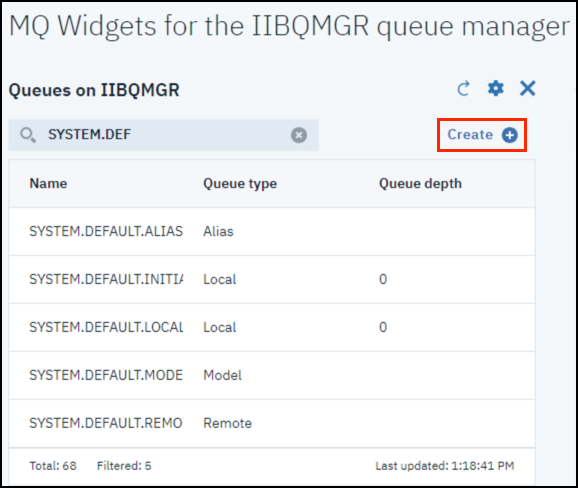 MQ Widgets for the IIBQMGR queue manager
Queues on IIBQMGR
SYSTEM.DEF Create
Name Queue type Queue depth
SYSTEM.DEFAULT.ALIAS Alias
SYSTEM.DEFAULT.INITIA Local 0
SYSTEM.DEFAULT.LOCAL Local 0
SYSTEM.DEFAULT.MODE Model
SYSTEM.DEFAULT.REMO Remote
Total: 68 Filtered: 5 Last updated: 1:18:41 PM